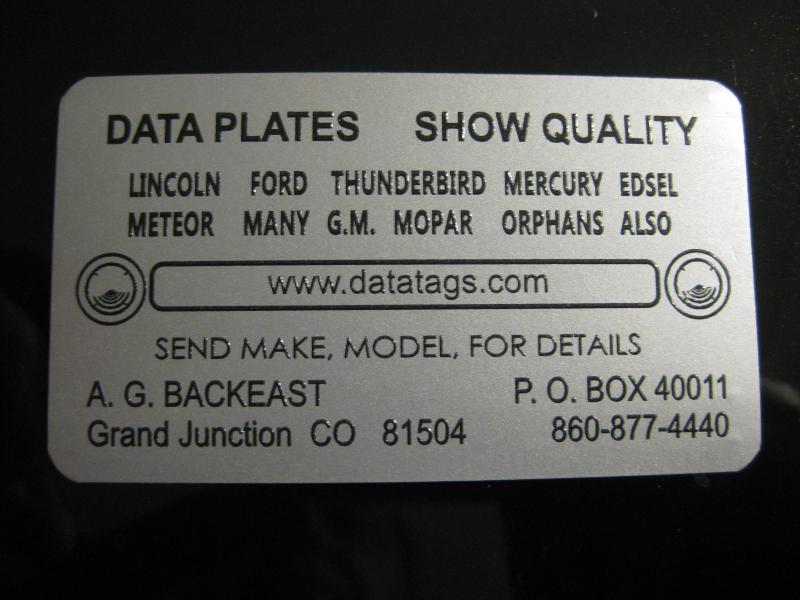 DATA PLATES SHOW QUALITY
LINCOLN FORD THUNDERBIRD MERCURY EDSEL
METEOR MANY G.M. MOPAR ORPHANS ALSO
www.datatags.com
SEND MAKE, MODEL, FOR DETAILS
A. G. BACKEAST P. O. BOX 40011
Grand Junction CO 81504 860-877-4440